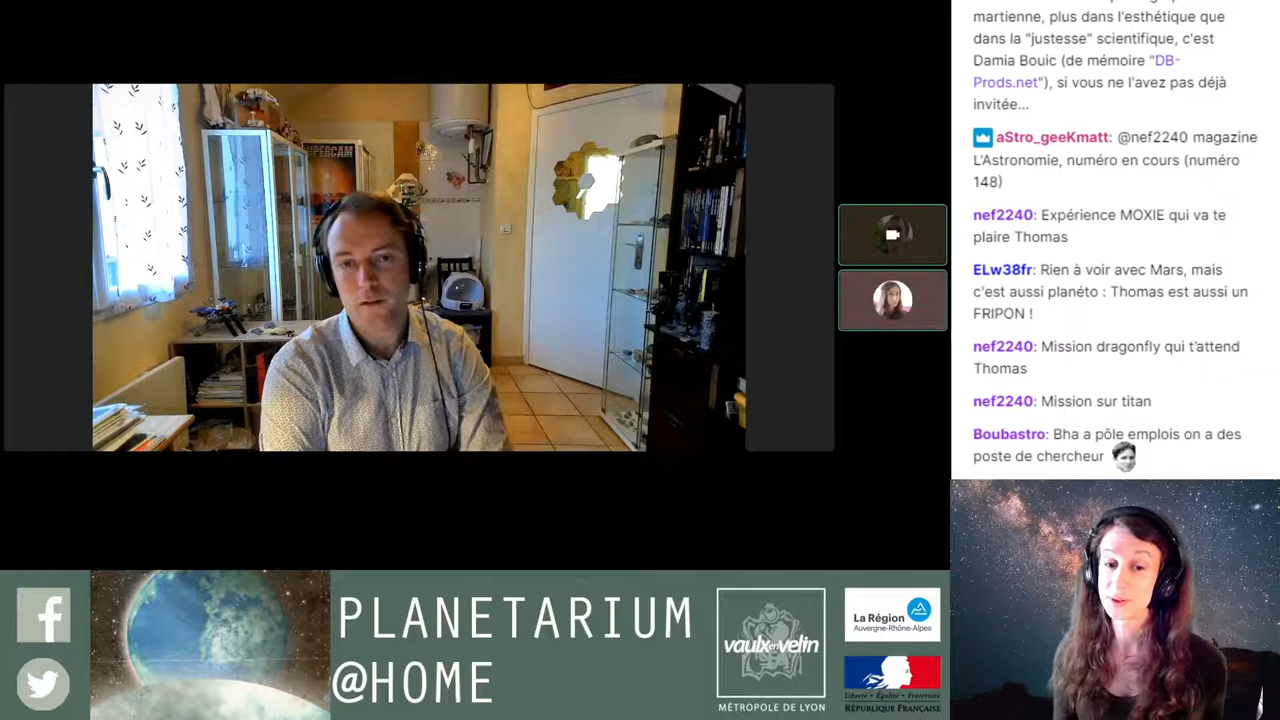 martienne, plus dans l'esthétique que
dans la "justesse" scientifique, c'est
Damia Bouic (de mémoire "DB-
Prods.net"), si vous ne l'avez pas déjà
invitée...
aStro_geeKmatt: @nef2240 magazine
L'Astronomie, numéro en cours (numéro
148)
nef2240: Expérience MOXIE qui va te
plaire Thomas
ELw38fr: Rien à voir avec Mars, mais
c'est aussi planéto : Thomas est aussi un
FRIPON !
nef2240: Mission dragonfly qui t'attend
Thomas
nef2240: Mission sur titan
Boubastro: Bha a pôle emplois on a des
poste de chercheur
SUPERCAM
PLANETARIUM
@HOME
vaulx en velin
MÉTROPOLE DE LYON
La Région
Auvergne-Rhône-Alpes
Liberté • Égalité • Fraternité
RÉPUBLIQUE FRANÇAISE